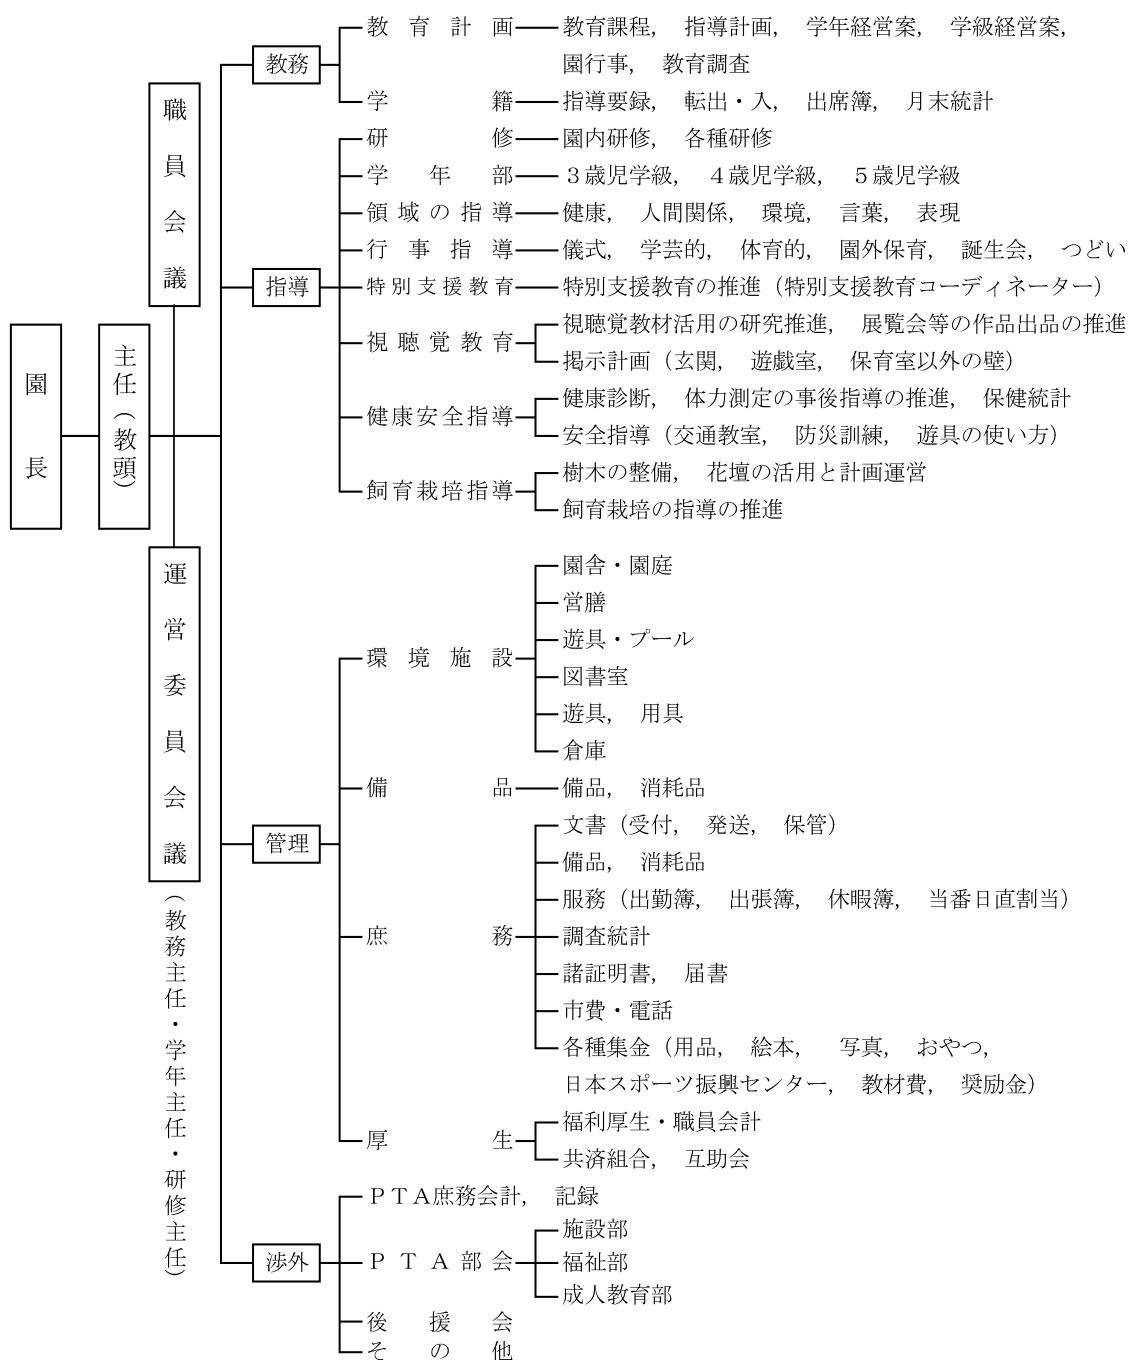 園長
主任（教頭）
職員会議
運営委員会議
（教務主任・学年主任・研修主任）
教務
教育計画
教育課程，指導計画，学年経営案，学級経営案，
園行事，教育調査
学籍
指導要録，転出・入，出席簿，月末統計
指導
研修
園内研修，各種研修
学年部
３歳児学級，４歳児学級，５歳児学級
領域の指導
健康，人間関係，環境，言葉，表現
行事指導
儀式，学芸的，体育的，園外保育，誕生会，つどい
特別支援教育
特別支援教育の推進（特別支援教育コーディネーター）
視聴覚教育
視聴覚教材活用の研究推進，展覧会等の作品出品の推進
掲示計画（玄関，遊戯室，保育室以外の壁）
健康安全指導
健康診断，体力測定の事後指導の推進，保健統計
安全指導（交通教室，防災訓練，遊具の使い方）
飼育栽培指導
樹木の整備，花壇の活用と計画運営
飼育栽培の指導の推進
管理
環境施設
園舎・園庭
営膳
遊具・プール
図書室
遊具，用具
倉庫
備品
備品，消耗品
庶務
文書（受付，発送，保管）
備品，消耗品
服務（出勤簿，出張簿，休暇簿，当番日直割当）
調査統計
諸証明書，届書
市費・電話
各種集金（用品，絵本，写真，おやつ，
日本スポーツ振興センター，教材費，奨励金）
厚生
福利厚生・職員会計
共済組合，互助会
渉外
ＰＴＡ庶務会計，記録
ＰＴＡ部会
施設部
福祉部
成人教育部
後援会
その他